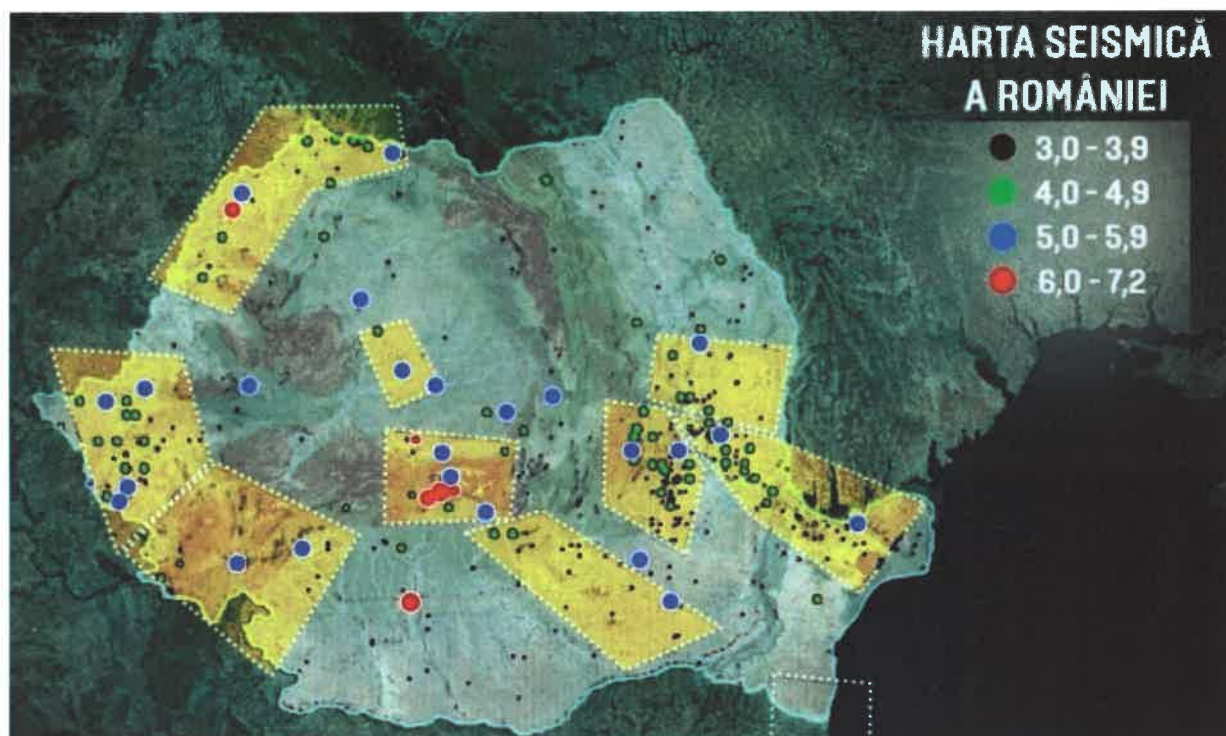 HARTA SEISMICĂ
A ROMÂNIEI
3,0 - 3,9
4,0 - 4,9
5,0 - 5,9
6,0 - 7,2